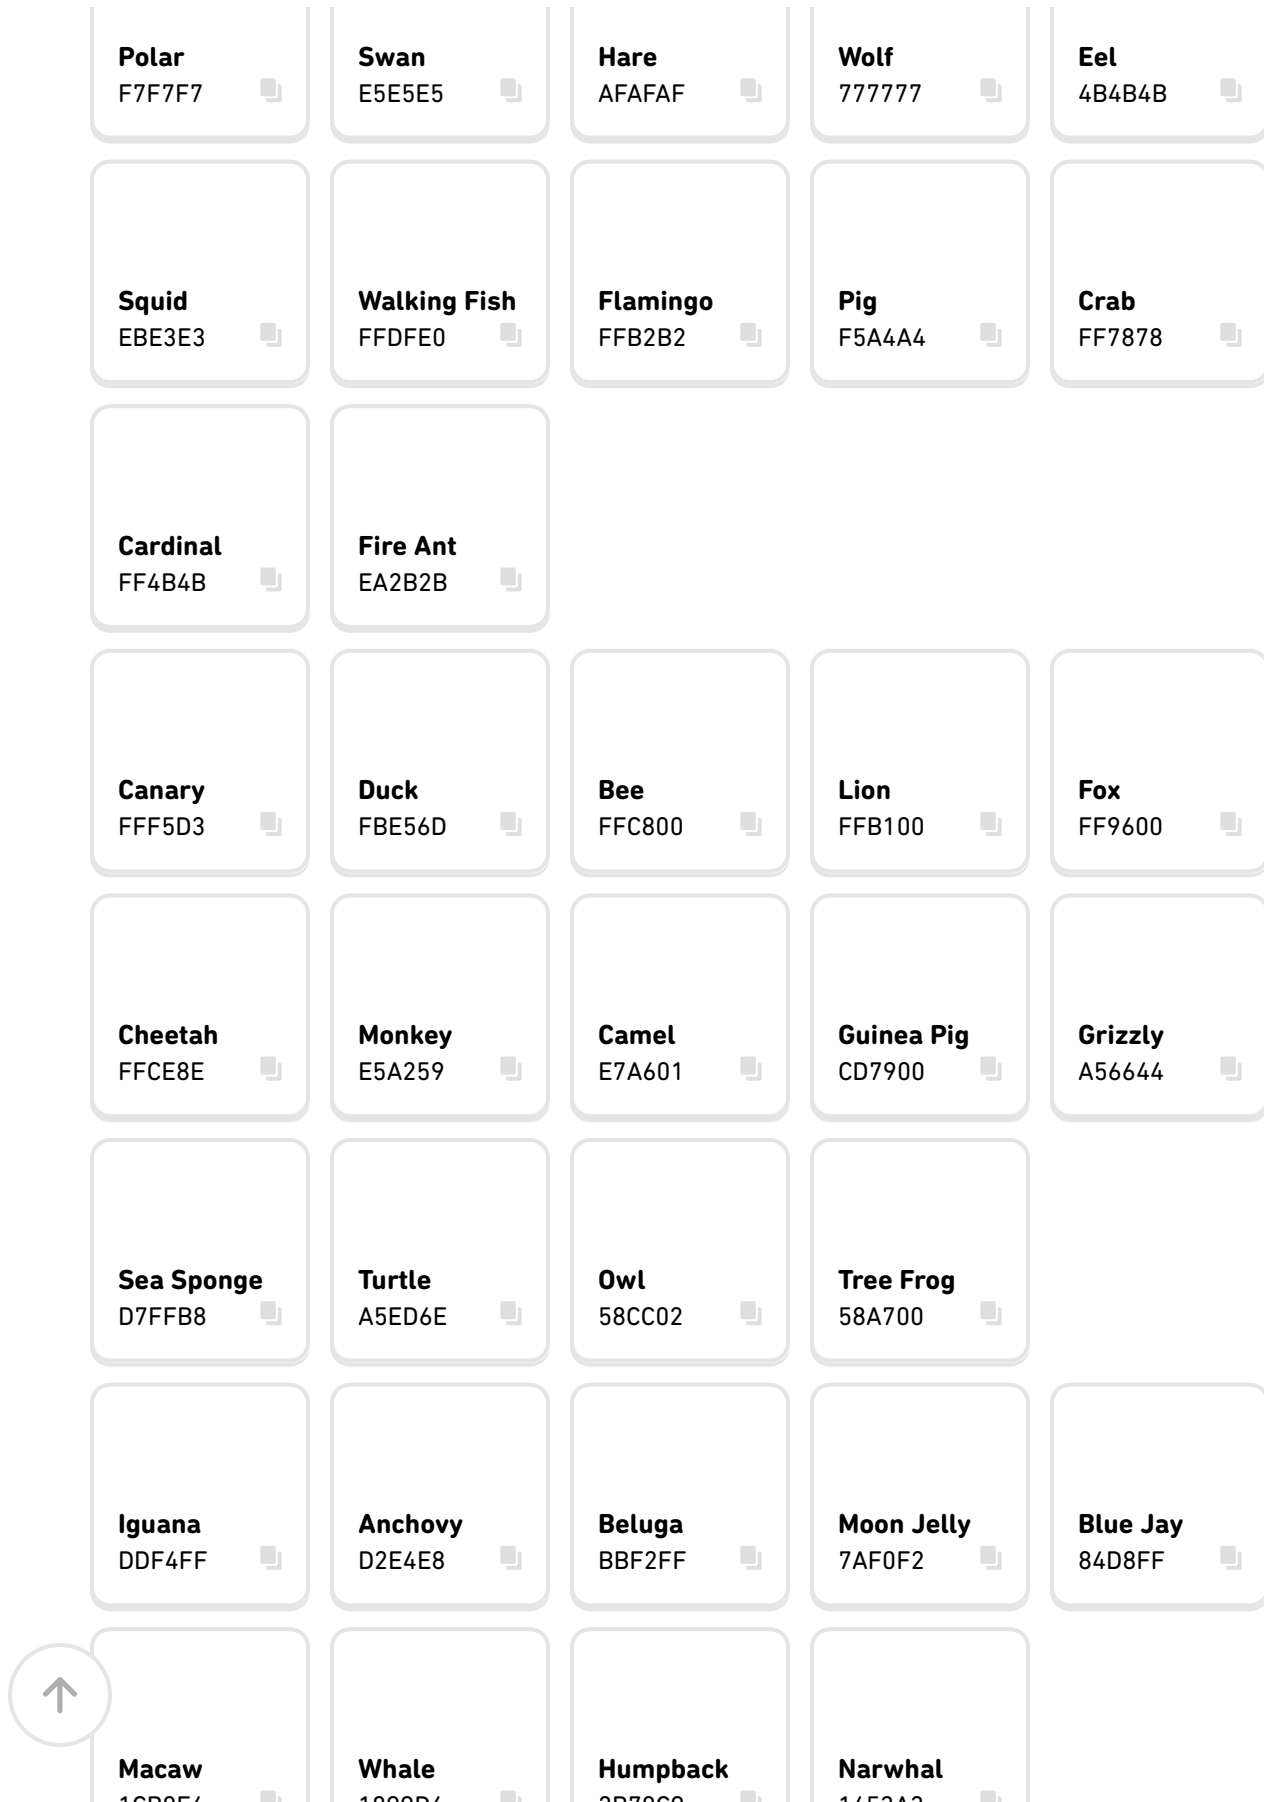 Polar
F7F7F7
Swan
E5E5E5
Hare
AFAFAF
Wolf
777777
Eel
4B4B4B
Squid
EBE3E3
Walking Fish
FFDFE0
Flamingo
FFB2B2
Pig
F5A4A4
Crab
FF7878
Cardinal
FF4B4B
Fire Ant
EA2B2B
Canary
FFF5D3
Duck
FBE56D
Bee
FFC800
Lion
FFB100
Fox
FF9600
Cheetah
FFCE8E
Monkey
E5A259
Camel
E7A601
Guinea Pig
CD7900
Grizzly
A56644
Sea Sponge
D7FFB8
Turtle
A5ED6E
Owl
58CC02
Tree Frog
58A700
Iguana
DDF4FF
Anchovy
D2E4E8
Beluga
BBF2FF
Moon Jelly
7AF0F2
Blue Jay
84D8FF
Macaw
Whale
Humpback
Narwhal